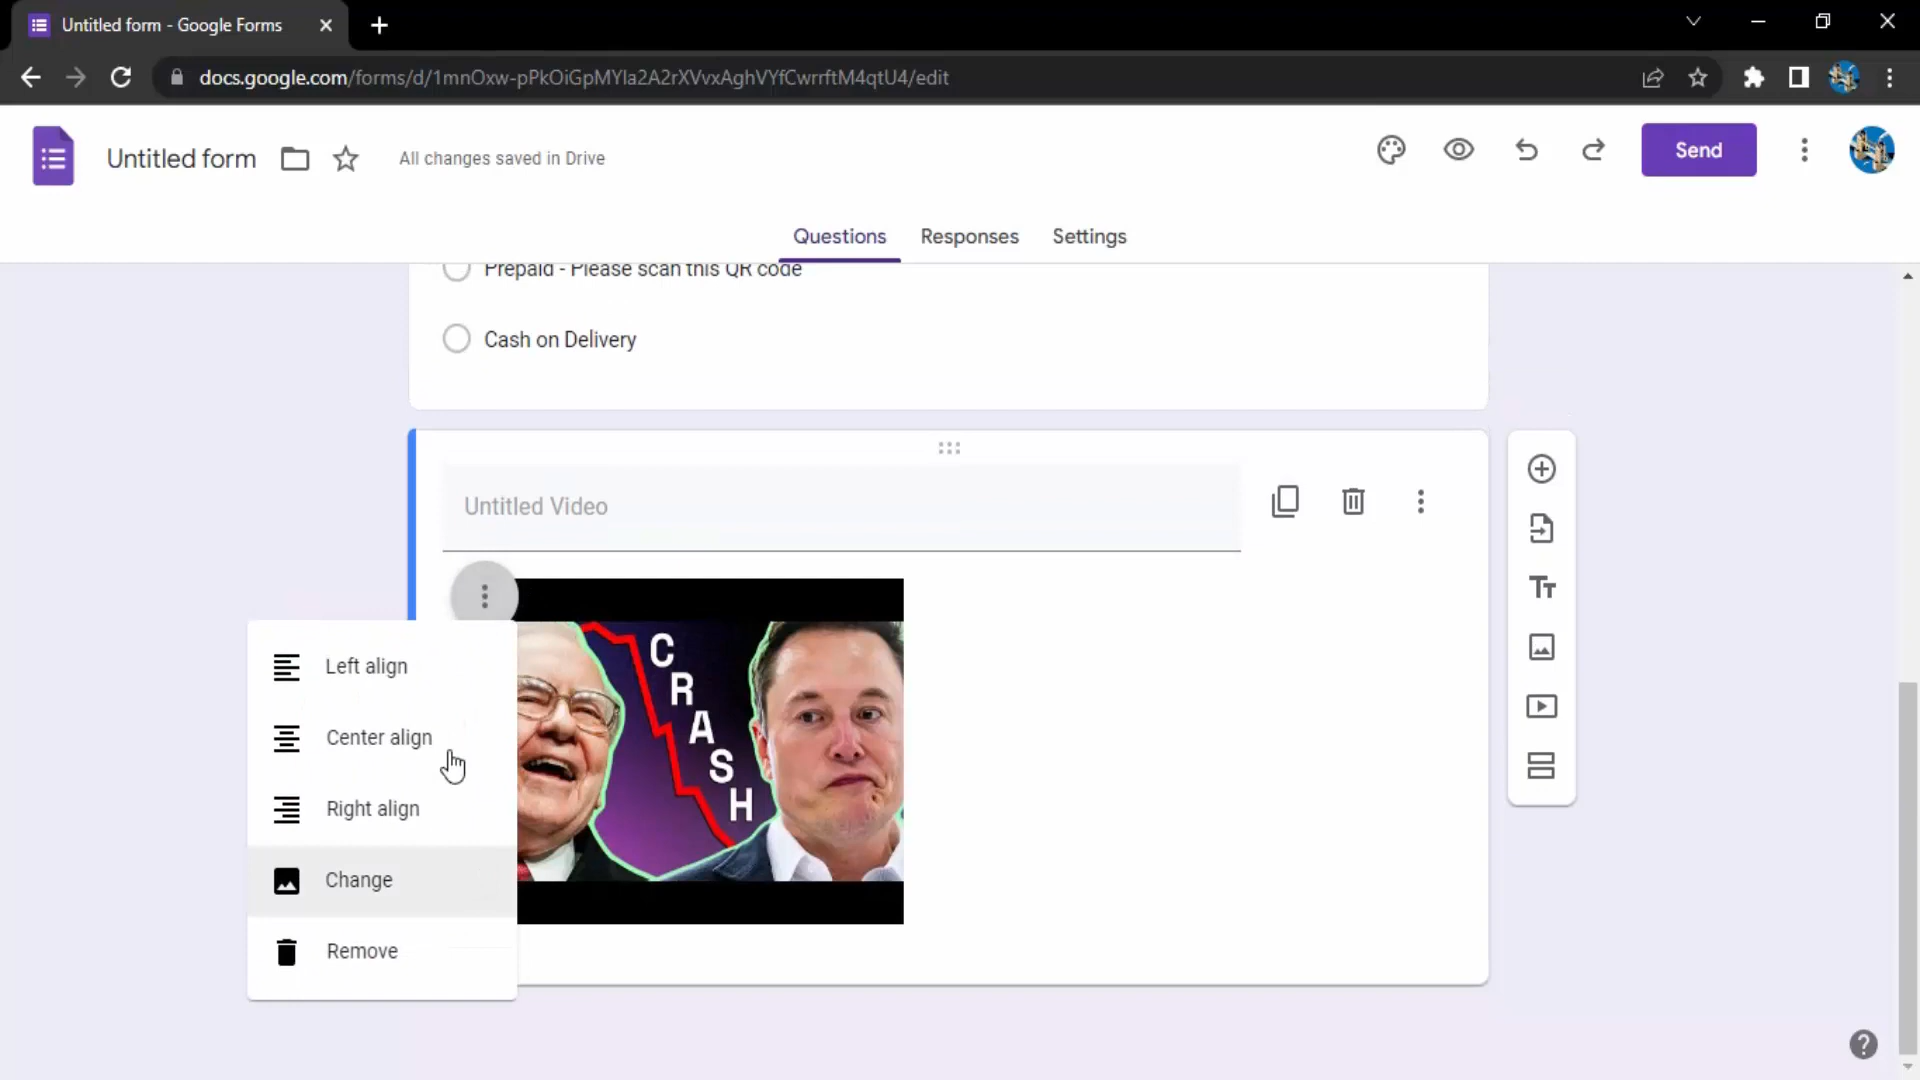 Untitled form - Google Forms
docs.google.com/forms/d/1mnOxw-pPkOiGpMYla2A2rXVvxAghVYfCwrrftM4qtU4/edit
Untitled form
All changes saved in Drive
Send
Questions
Responses
Settings
Prepaid - Please scan this QR code
Cash on Delivery
Untitled Video
Left align
Center align
Right align
Change
Remove
CRASH